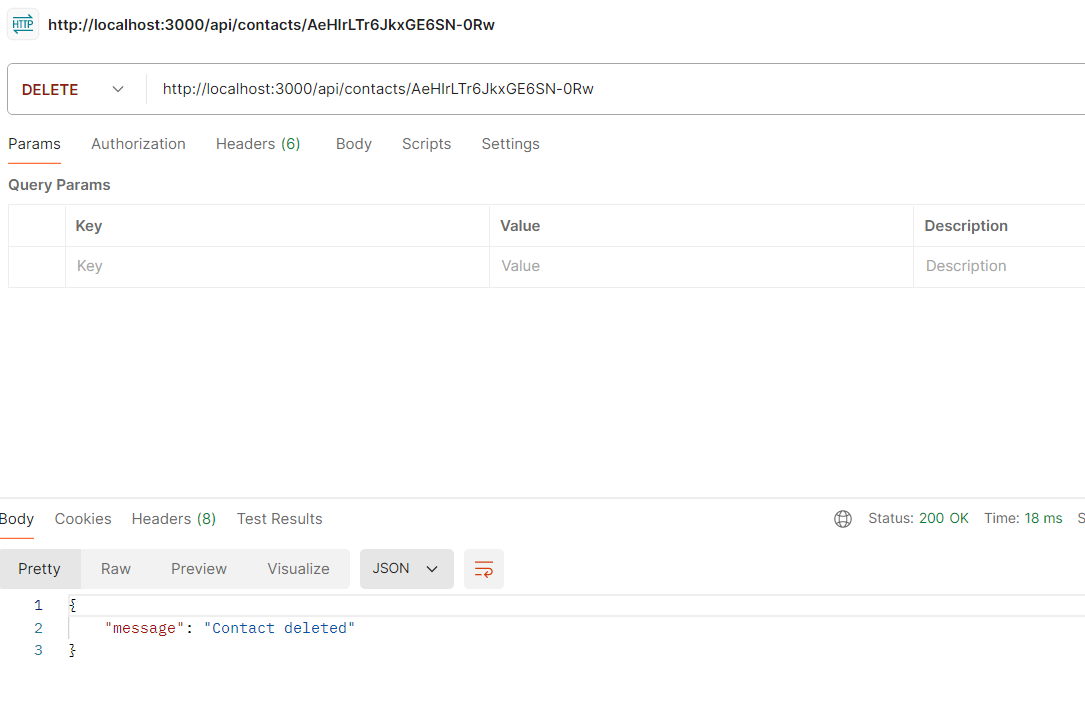 HTTP http://localhost:3000/api/contacts/AeHIrLTr6JkxGE6SN-0Rw
DELETE http://localhost:3000/api/contacts/AeHIrLTr6JkxGE6SN-0Rw
Params Authorization Headers (6) Body Scripts Settings
Query Params
Key Value Description
Key Value Description
Body Cookies Headers (8) Test Results Status: 200 OK Time: 18 ms S
Pretty Raw Preview Visualize JSON
1 {
2 "message": "Contact deleted"
3 }